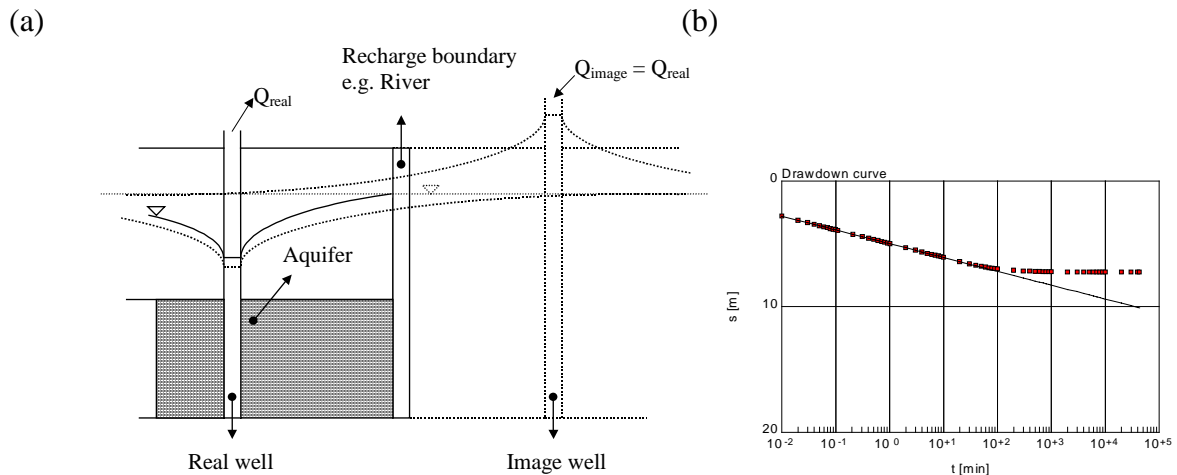 (a)
(b)
Recharge boundary
e.g. River
Q_image = Q_real
Q_real
Aquifer
Real well
Image well
Drawdown curve
0
10
20
s [m]
10^-2
10^-1
10^0
10^+1
10^+2
10^+3
10^+4
10^+5
t [min]